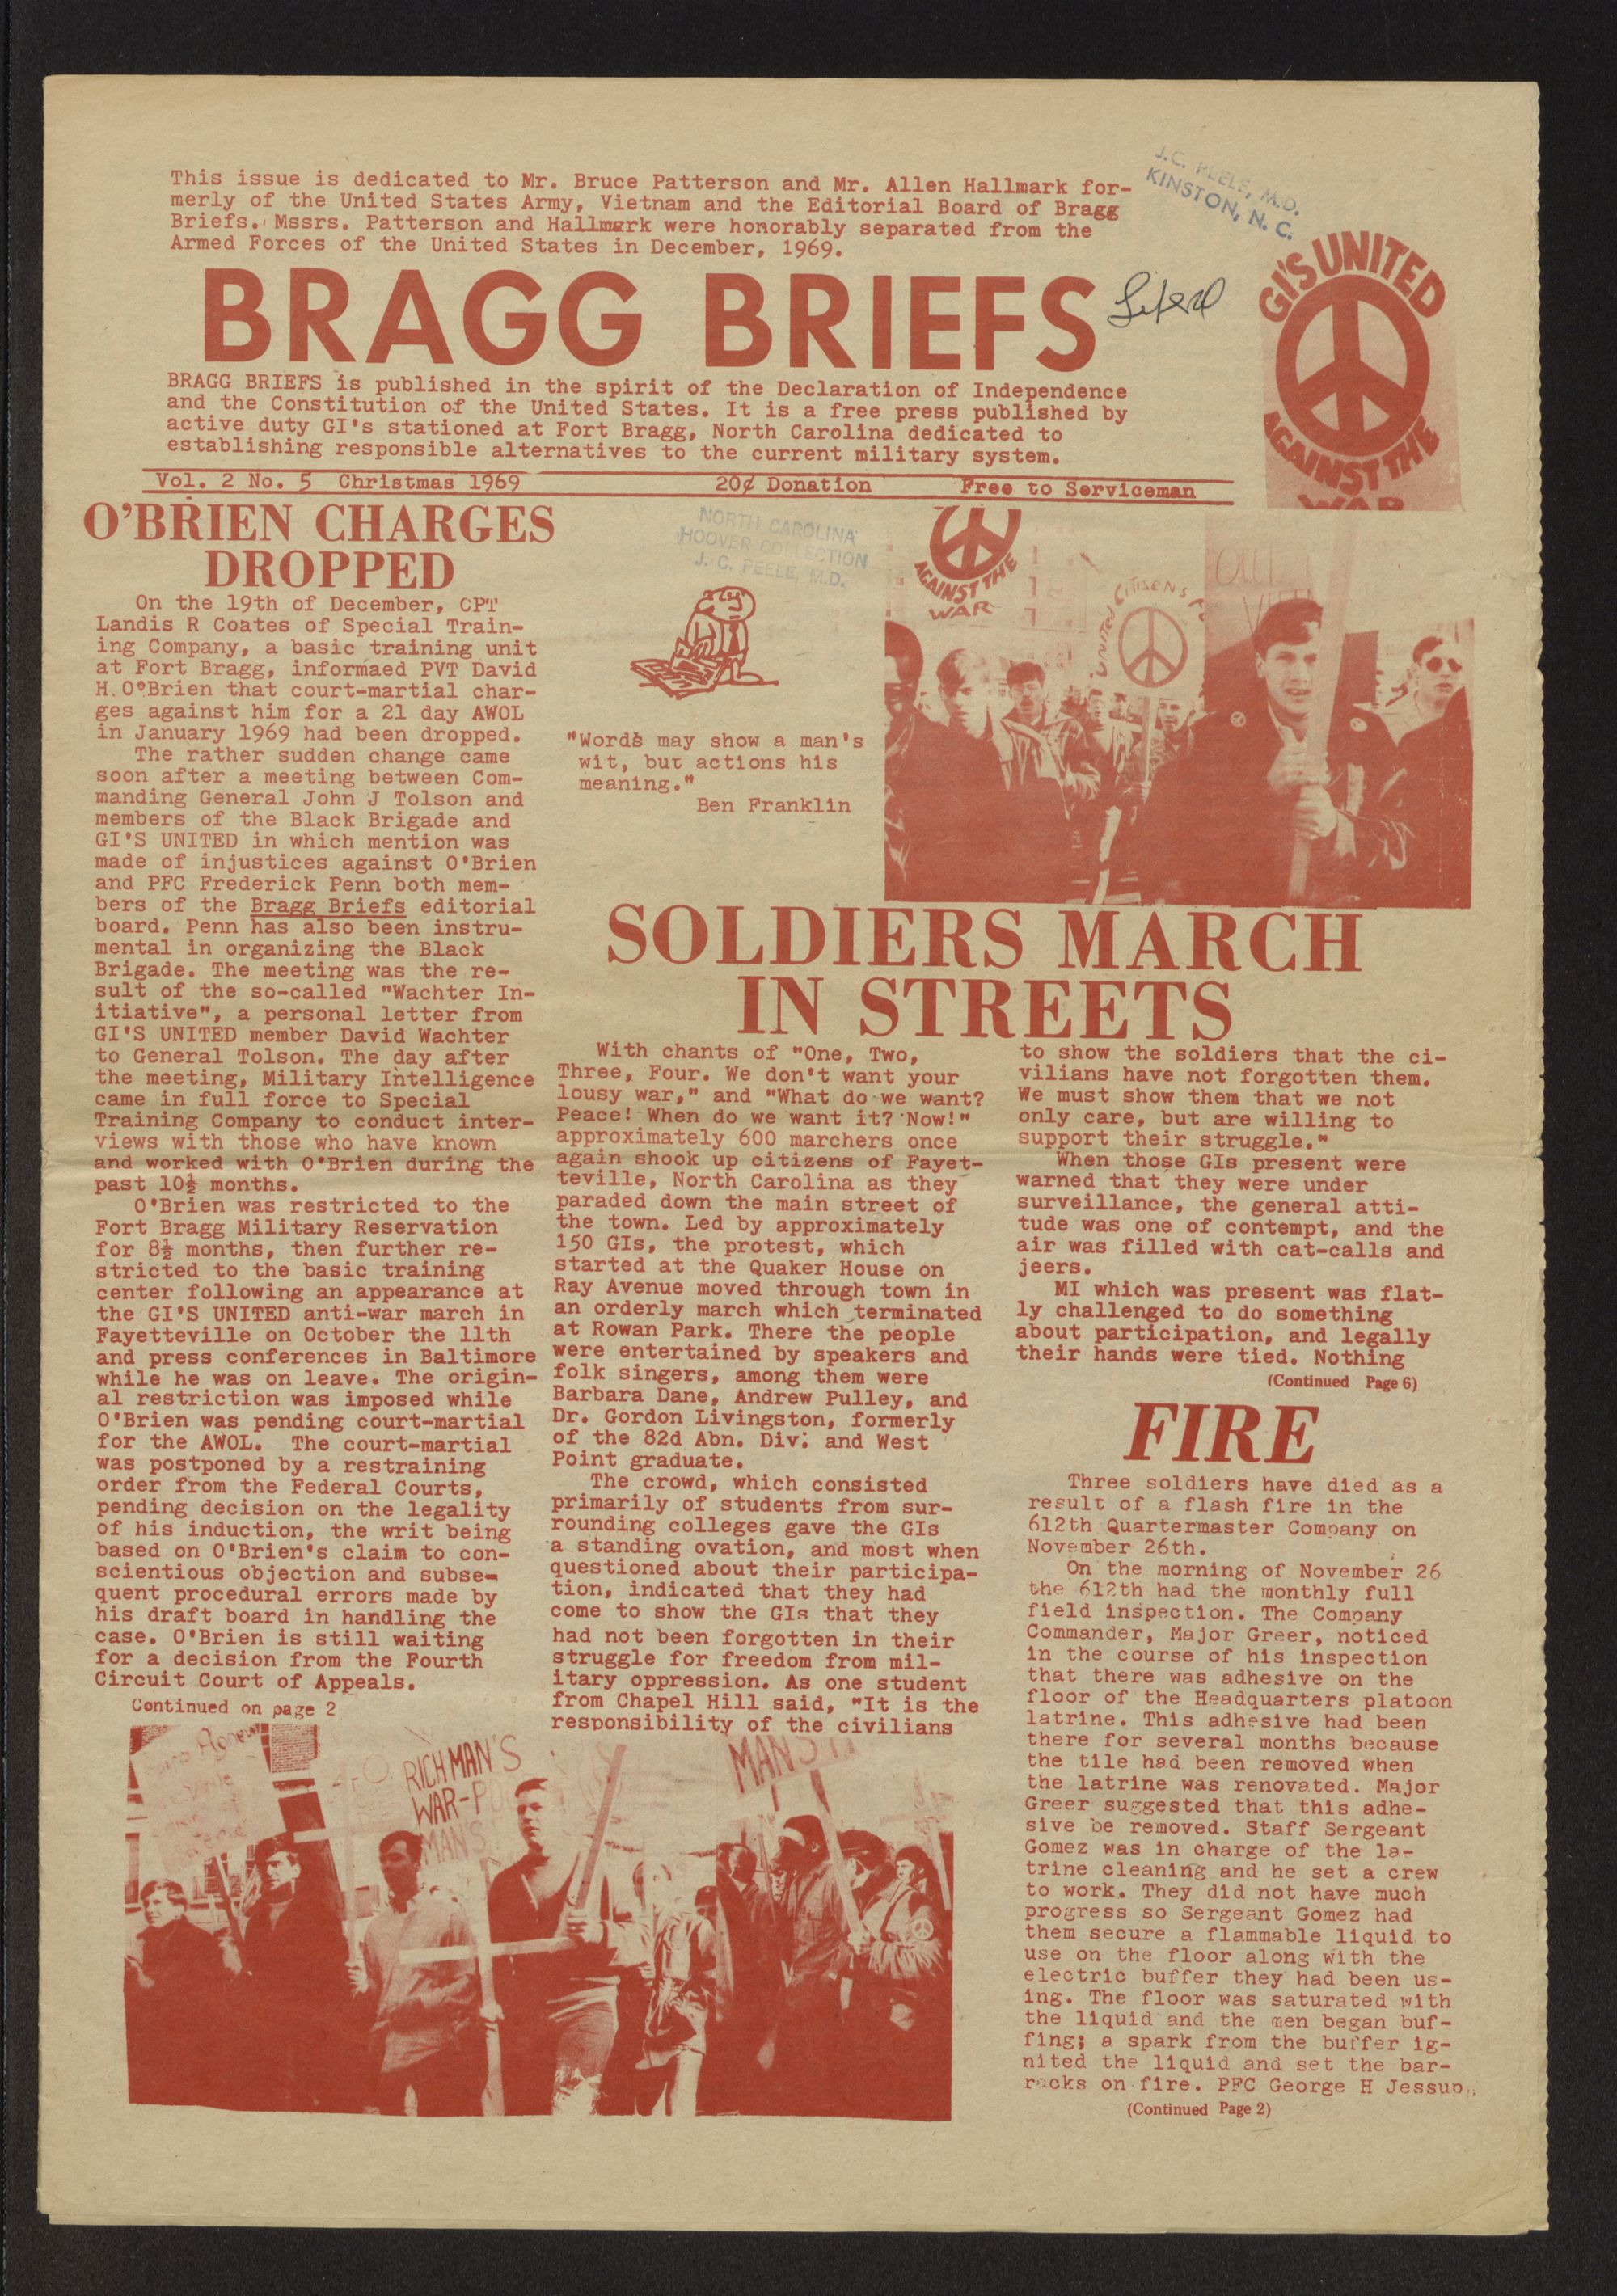 This issue is dedicated to Mr. Bruce Patterson and Mr. Allen Hallmark for-
merly of the United States Army, Vietnam and the Editorial Board of Bragg
Briefs. Mssrs. Patterson and Hallmark were honorably separated from the
Armed Forces of the United States in December, 1969.
J.C. PEELE, M.D.
KINSTON, N. C.
BRAGG BRIEFS
GI'S UNITED
AGAINST THE
WAR
BRAGG BRIEFS is published in the spirit of the Declaration of Independence
and the Constitution of the United States. It is a free press published by
active duty GI's stationed at Fort Bragg, North Carolina dedicated to
establishing responsible alternatives to the current military system.
Vol. 2 No. 5 Christmas 1969 20¢ Donation Free to Serviceman
O'BRIEN CHARGES
DROPPED
On the 19th of December, CPT
Landis R Coates of Special Train-
ing Company, a basic training unit
at Fort Bragg, informaed PVT David
H. O'Brien that court-martial char-
ges against him for a 21 day AWOL
in January 1969 had been dropped.
The rather sudden change came
soon after a meeting between Com-
manding General John J Tolson and
members of the Black Brigade and
GI'S UNITED in which mention was
made of injustices against O'Brien
and PFC Frederick Penn both mem-
bers of the Bragg Briefs editorial
board. Penn has also been instru-
mental in organizing the Black
Brigade. The meeting was the re-
sult of the so-called "Wachter In-
itiative", a personal letter from
GI'S UNITED member David Wachter
to General Tolson. The day after
the meeting, Military Intelligence
came in full force to Special
Training Company to conduct inter-
views with those who have known
and worked with O'Brien during the
past 10½ months.
O'Brien was restricted to the
Fort Bragg Military Reservation
for 8½ months, then further re-
stricted to the basic training
center following an appearance at
the GI'S UNITED anti-war march in
Fayetteville on October the 11th
and press conferences in Baltimore
while he was on leave. The origin-
al restriction was imposed while
O'Brien was pending court-martial
for the AWOL. The court-martial
was postponed by a restraining
order from the Federal Courts,
pending decision on the legality
of his induction, the writ being
based on O'Brien's claim to con-
scientious objection and subse-
quent procedural errors made by
his draft board in handling the
case. O'Brien is still waiting
for a decision from the Fourth
Circuit Court of Appeals.
Continued on page 2
NORTH CAROLINA
HOOVER COLLECTION
J. C. PEELE, M.D.
"Words may show a man's
wit, but actions his
meaning."
Ben Franklin
AGAINST THE
WAR
UNITED CITISENS
SOLDIERS MARCH
IN STREETS
With chants of "One, Two,
Three, Four. We don't want your
lousy war," and "What do we want?
Peace! When do we want it? Now!"
approximately 600 marchers once
again shook up citizens of Fayet-
teville, North Carolina as they
paraded down the main street of
the town. Led by approximately
150 GIs, the protest, which
started at the Quaker House on
Ray Avenue moved through town in
an orderly march which terminated
at Rowan Park. There the people
were entertained by speakers and
folk singers, among them were
Barbara Dane, Andrew Pulley, and
Dr. Gordon Livingston, formerly
of the 82d Abn. Div. and West
Point graduate.
The crowd, which consisted
primarily of students from sur-
rounding colleges gave the GIs
a standing ovation, and most when
questioned about their participa-
tion, indicated that they had
come to show the GIs that they
had not been forgotten in their
struggle for freedom from mil-
itary oppression. As one student
from Chapel Hill said, "It is the
responsibility of the civilians
to show the soldiers that the ci-
vilians have not forgotten them.
We must show them that we not
only care, but are willing to
support their struggle."
When those GIs present were
warned that they were under
surveillance, the general atti-
tude was one of contempt, and the
air was filled with cat-calls and
jeers.
MI which was present was flat-
ly challenged to do something
about participation, and legally
their hands were tied. Nothing
(Continued Page 6)
FIRE
Three soldiers have died as a
result of a flash fire in the
612th Quartermaster Company on
November 26th.
On the morning of November 26
the 612th had the monthly full
field inspection. The Company
Commander, Major Greer, noticed
in the course of his inspection
that there was adhesive on the
floor of the Headquarters platoon
latrine. This adhesive had been
there for several months because
the tile had been removed when
the latrine was renovated. Major
Greer suggested that this adhe-
sive be removed. Staff Sergeant
Gomez was in charge of the la-
trine cleaning and he set a crew
to work. They did not have much
progress so Sergeant Gomez had
them secure a flammable liquid to
use on the floor along with the
electric buffer they had been us-
ing. The floor was saturated with
the liquid and the men began buf-
fing; a spark from the buffer ig-
nited the liquid and set the bar-
racks on fire. PFC George H Jessup,
(Continued Page 2)
RICH MAN'S
WAR-P
MAN'S
MAN'S